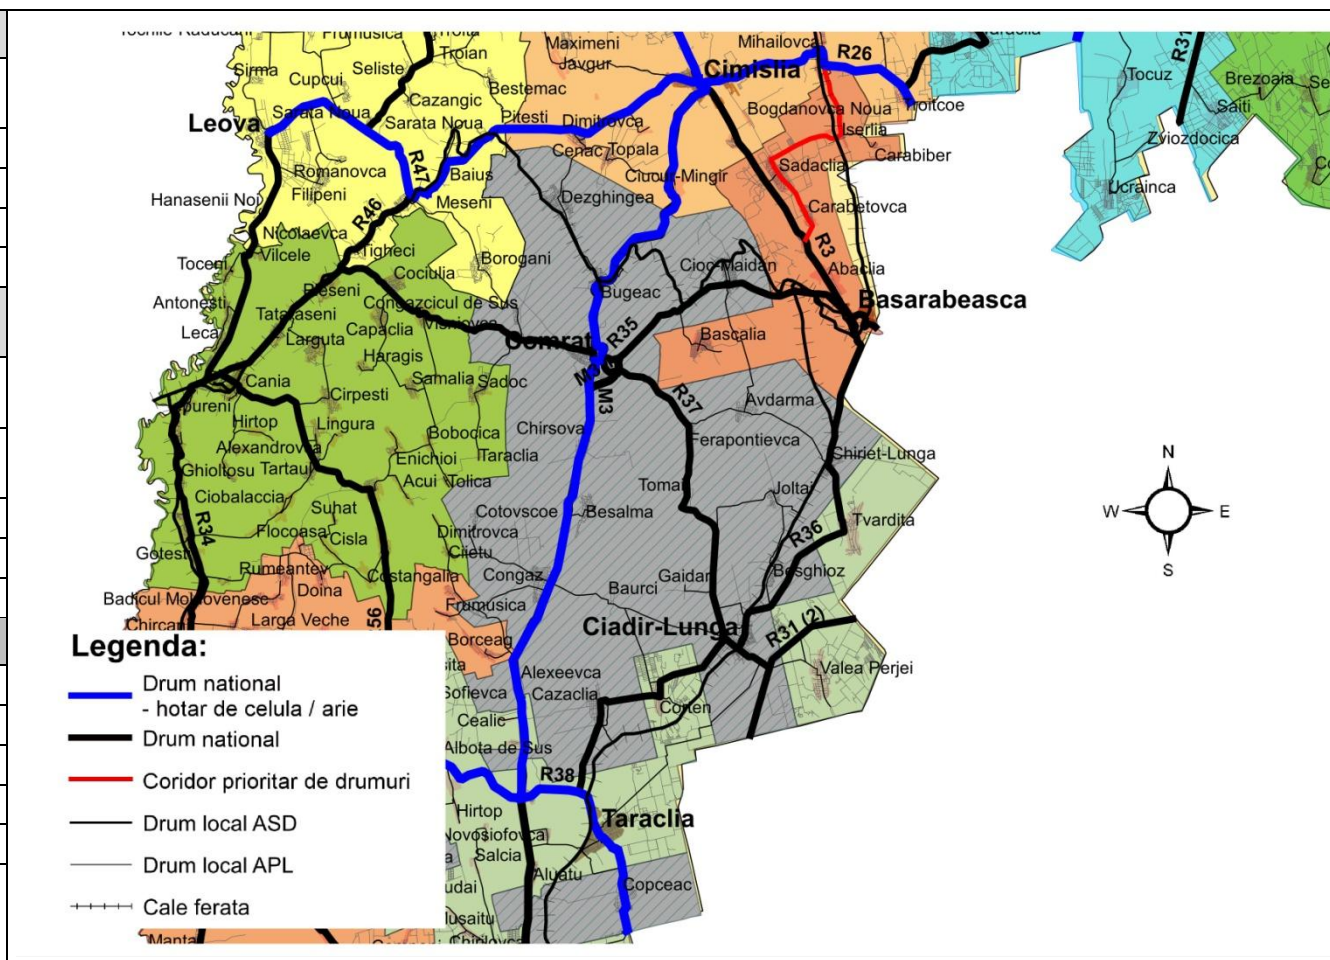 Troian
Maximeni
Javgur
Mihailovca
R26
R31
Sirma
Cupcui
Seliste
Cimislia
Tocuz
Brezoaia
Bestemac
Cazangic
Bogdanovca Noua
Troitcoe
Saiti
Leova
Sarata Noua
Sarata Noua
Pitesti
Dimitrovca
Iserlia
Zviozdocica
Cenac
Topala
Sadaclia
Carabiber
Romanovca
R47
Baius
Ciucur-Mingir
Ucrainca
Hanasenii Noi
Filipeni
Meseni
Dezghingea
Carabetovca
R46
Nicolaevca
Vilcele
Tigheci
Borogani
R3
Toceni
Cociulia
Cioc-Maidan
Abaclia
Antonesti
Pleseni
Congazcicul de Sus
Bugeac
Basarabeasca
Tataraseni
Visniovca
Leca
Larguta
Capaclia
Comrat
R35
Bascalia
Haragis
Cania
Samalia
Sadoc
M3
R37
Cirpesti
Avdarma
Hirtop
Lingura
Bobocica
Chirsova
Ferapontievca
N
Alexandrovca
Taraclia
Chiriet-Lunga
Ghioltosu
Tartaul
Enichioi
Acui
Tolica
Tomai
Joltai
Ciobalaccia
Suhat
Cotovscoe
Besalma
W
E
R34
Flocoasa
Cisla
Dimitrovca
R36
Tvardita
Gotesti
Ciietu
S
Rumeantev
Costangalia
Congaz
Gaidar
Besghioz
Badicul Moldovenesc
Doina
Frumusica
Baurci
Larga Veche
Ciadir-Lunga
R31 (2)
Legenda:
Borceag
Valea Perjei
Drum national
- hotar de celula / arie
Alexeevca
Cazaclia
Corten
Drum national
Cealic
Albota de Sus
Coridor prioritar de drumuri
R38
Drum local ASD
Hirtop
Taraclia
Novosiofovca
Salcia
Drum local APL
Aluatu
Copceac
Cale ferata
Manta